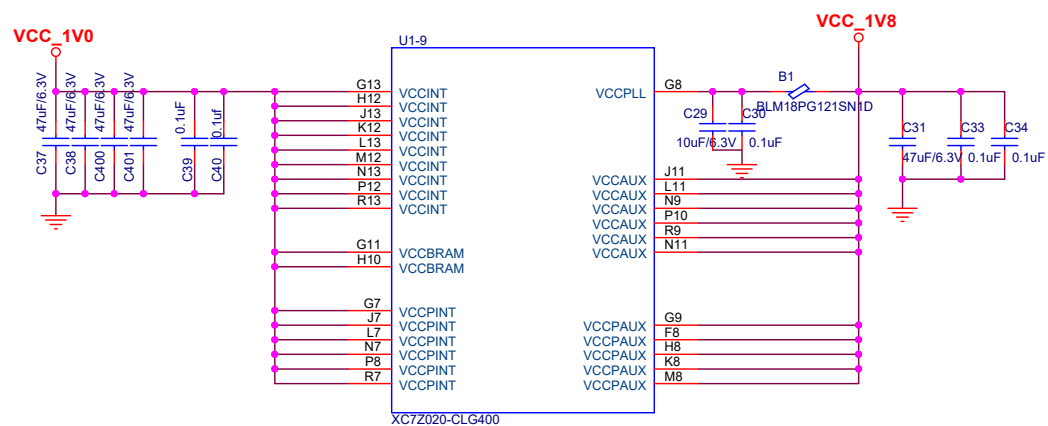 VCC_1V0
VCC_1V8
U1-9
47uF/6.3V
47uF/6.3V
47uF/6.3V
47uF/6.3V
0.1uF
0.1uf
C37
C38
C400
C401
C39
C40
G13 VCCINT
H12 VCCINT
J13 VCCINT
K12 VCCINT
L13 VCCINT
M12 VCCINT
N13 VCCINT
P12 VCCINT
R13 VCCINT
G11 VCCBRAM
H10 VCCBRAM
G7 VCCPINT
J7 VCCPINT
L7 VCCPINT
N7 VCCPINT
P8 VCCPINT
R7 VCCPINT
VCCPLL G8
B1
BLM18PG121SN1D
C29
10uF/6.3V
C30
0.1uF
C31
47uF/6.3V
C33
0.1uF
C34
0.1uF
VCCAUX J11
VCCAUX L11
VCCAUX N9
VCCAUX P10
VCCAUX R9
VCCAUX N11
VCCPAUX G9
VCCPAUX F8
VCCPAUX H8
VCCPAUX K8
VCCPAUX M8
XC7Z020-CLG400